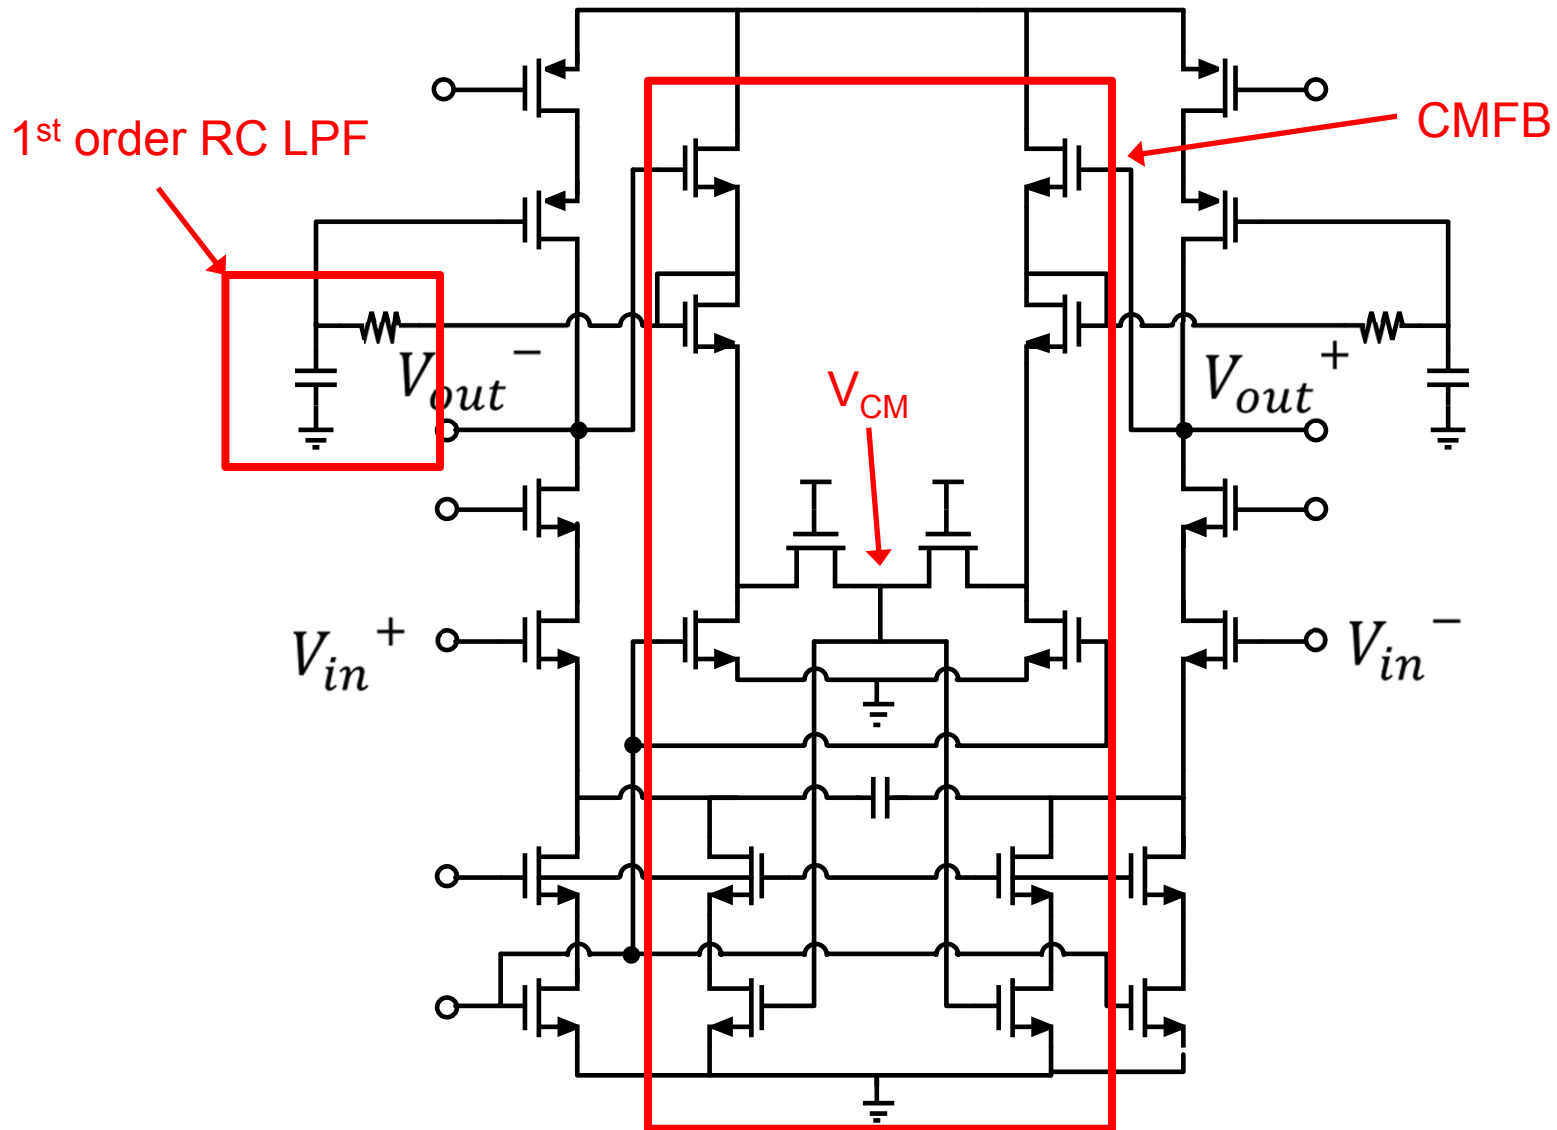 1st order RC LPF
CMFB
Vout−
Vout+
VCM
Vin+
Vin−